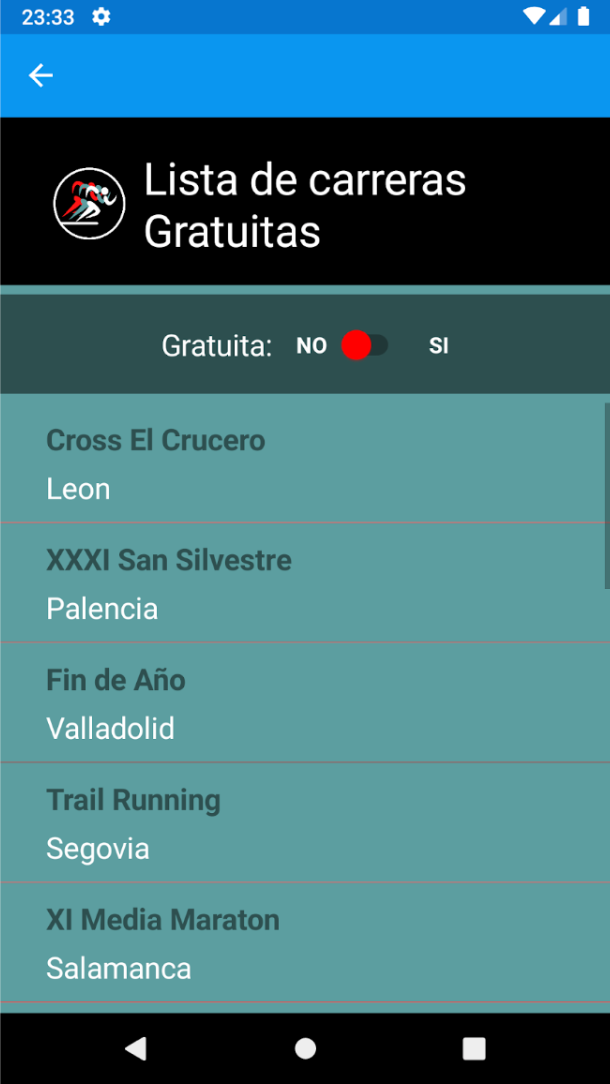 23:33
Lista de carreras
Gratuitas
Gratuita: NO SI
Cross El Crucero
Leon
XXXI San Silvestre
Palencia
Fin de Año
Valladolid
Trail Running
Segovia
XI Media Maraton
Salamanca